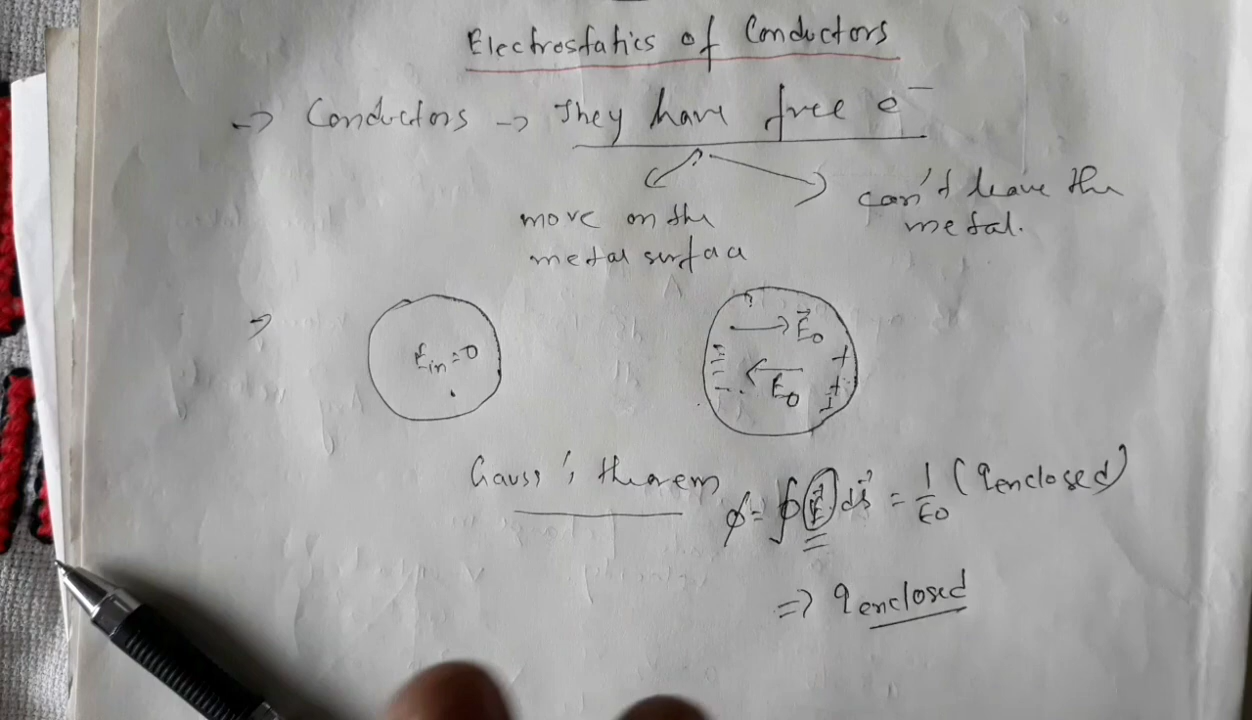 Electrostatics of Conductors
→ Conductors → They have free e⁻
can't leave the
metal.
move on the
metal surface
E_in = 0
E⃗₀
E₀
Gauss's theorem φ = ∮ E⃗ ds⃗ = 1/ε₀ (q enclosed)
⇒ q enclosed